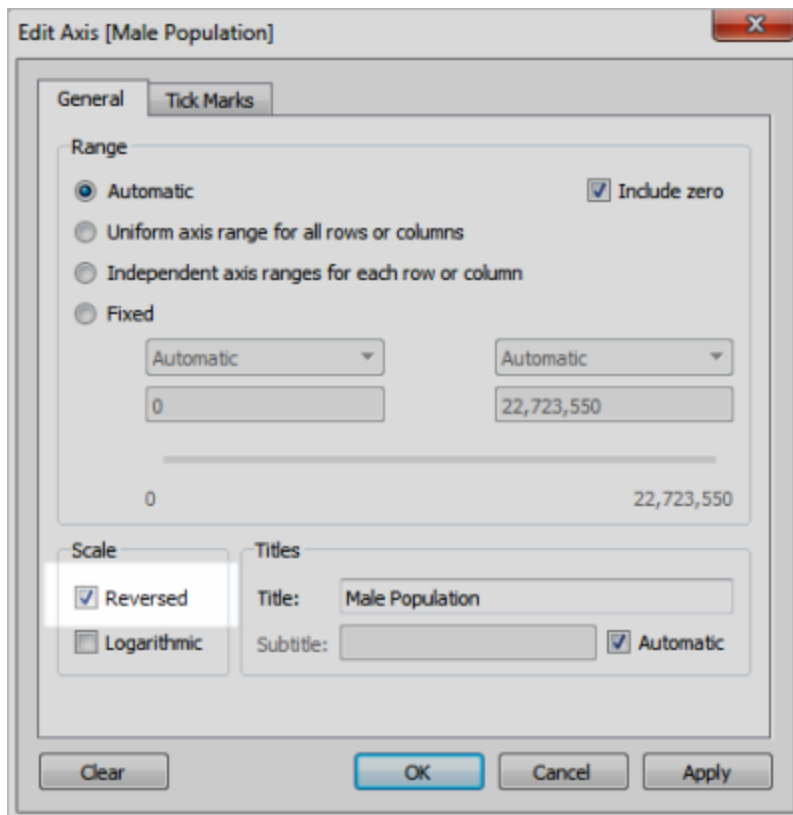 Edit Axis [Male Population]
General Tick Marks
Range
Automatic Include zero
Uniform axis range for all rows or columns
Independent axis ranges for each row or column
Fixed
Automatic Automatic
0 22,723,550
0 22,723,550
Scale Titles
Reversed Title: Male Population
Logarithmic Subtitle: Automatic
Clear OK Cancel Apply